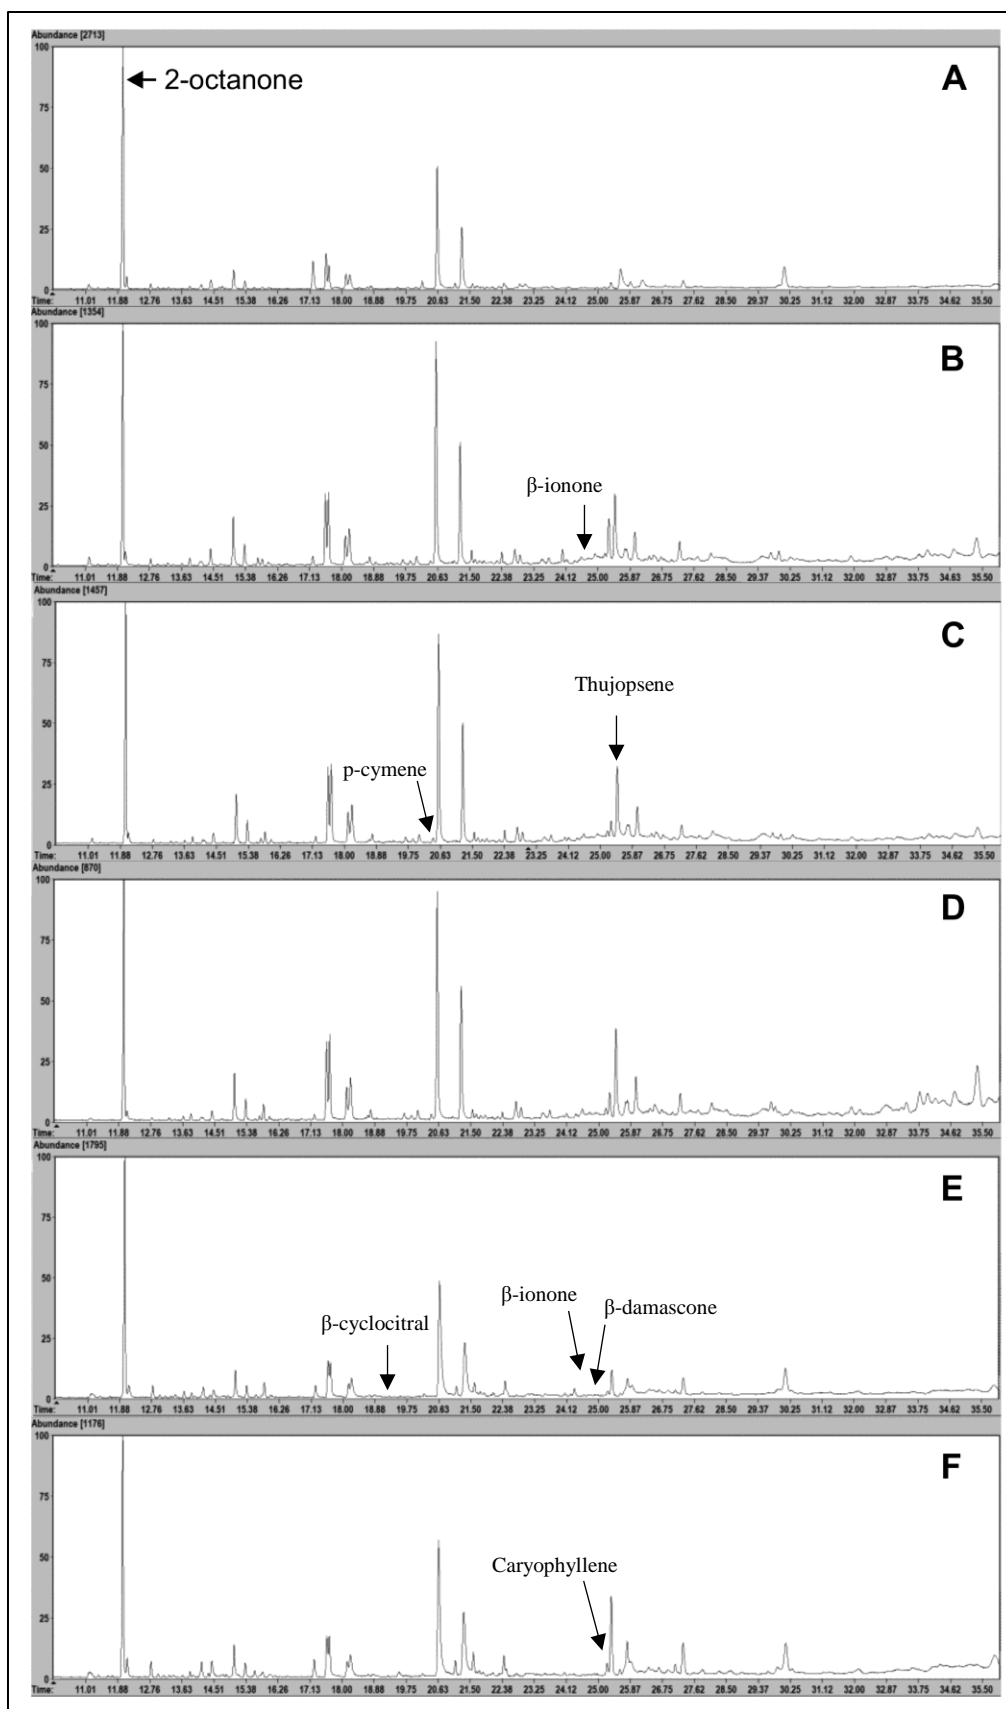 Abundance [2713]
100
A
← 2-octanone
75
50
25
0
Time: 11.01 11.88 12.76 13.63 14.51 15.38 16.26 17.13 18.00 18.88 19.75 20.63 21.50 22.38 23.25 24.12 25.00 25.87 26.75 27.62 28.50 29.37 30.25 31.12 32.00 32.87 33.75 34.62 35.50
Abundance [1354]
100
B
75
50
β-ionone
25
0
Time: 11.01 11.88 12.76 13.63 14.51 15.38 16.26 17.13 18.00 18.88 19.75 20.63 21.50 22.38 23.25 24.12 25.00 25.87 26.75 27.62 28.50 29.37 30.25 31.12 32.00 32.87 33.75 34.63 35.50
Abundance [1457]
100
C
75
Thujopsene
50
p-cymene
25
0
Time: 11.01 11.88 12.76 13.63 14.51 15.38 16.26 17.13 18.00 18.88 19.75 20.63 21.50 22.38 23.25 24.12 25.00 25.87 26.75 27.62 28.50 29.37 30.25 31.12 32.00 32.87 33.75 34.62 35.50
Abundance [870]
100
D
75
50
25
0
Time: 11.01 11.88 12.76 13.63 14.51 15.38 16.26 17.13 18.00 18.88 19.75 20.63 21.50 22.38 23.25 24.12 25.00 25.87 26.75 27.62 28.50 29.37 30.25 31.12 32.00 32.87 33.75 34.62 35.50
Abundance [1795]
100
E
75
50
β-ionone
β-damascone
β-cyclocitral
25
0
Time: 11.01 11.88 12.76 13.63 14.51 15.38 16.26 17.13 18.00 18.88 19.75 20.63 21.50 22.38 23.25 24.12 25.00 25.87 26.75 27.62 28.50 29.37 30.25 31.12 32.00 32.87 33.75 34.62 35.50
Abundance [1176]
100
F
75
50
Caryophyllene
25
0
Time: 11.01 11.88 12.76 13.63 14.51 15.38 16.26 17.13 18.00 18.88 19.75 20.63 21.50 22.38 23.25 24.12 25.00 25.87 26.75 27.62 28.50 29.37 30.25 31.12 32.00 32.87 33.75 34.62 35.50